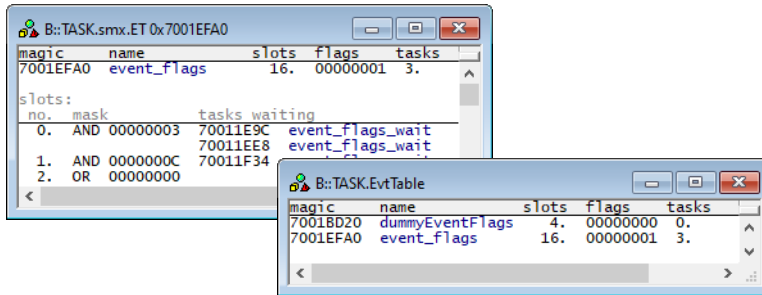 B::TASK.smx.ET 0x7001EFA0
magic name slots flags tasks
7001EFA0 event_flags 16. 00000001 3.
slots:
no. mask tasks waiting
0. AND 00000003 70011E9C event_flags_wait
70011EE8 event_flags_wait
1. AND 0000000C 70011F34
2. OR 00000000
B::TASK.EvtTable
magic name slots flags tasks
7001BD20 dummyEventFlags 4. 00000000 0.
7001EFA0 event_flags 16. 00000001 3.